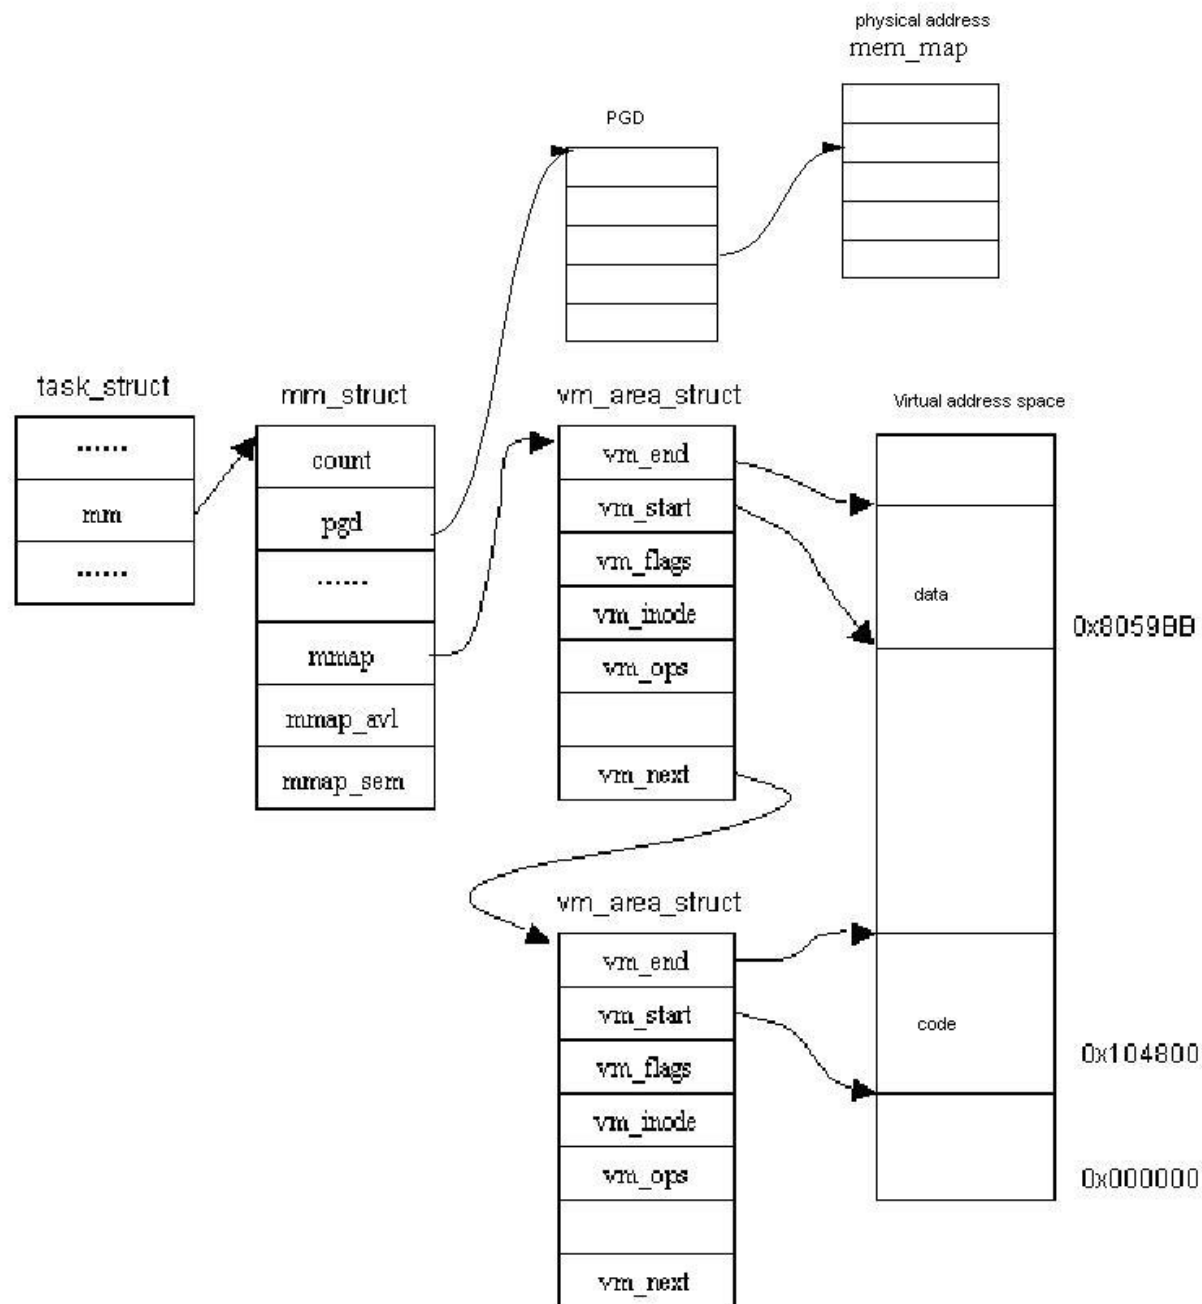 physical address
mem_map
PGD
task_struct
......
mm
......
mm_struct
count
pgd
......
mmap
mmap_avl
mmap_sem
vm_area_struct
vm_end
vm_start
vm_flags
vm_inode
vm_ops
vm_next
Virtual address space
data
0x8059BB
code
0x104800
0x000000
vm_area_struct
vm_end
vm_start
vm_flags
vm_inode
vm_ops
vm_next